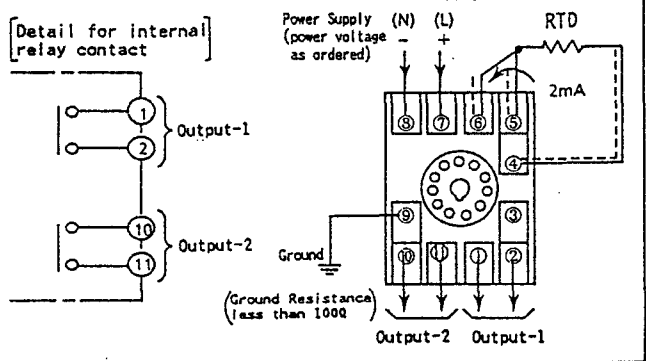 Detail for internal
relay contact
1
2
Output-1
10
11
Output-2
Power Supply
(power voltage
as ordered)
(N)
-
(L)
+
RTD
2mA
8
7
6
5
4
9
3
10
11
1
2
Ground
(Ground Resistance
less than 100Ω)
Output-2
Output-1